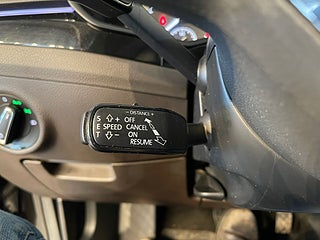 - DISTANCE +
S + OFF
E SPEED CANCEL
T - ON
RESUME